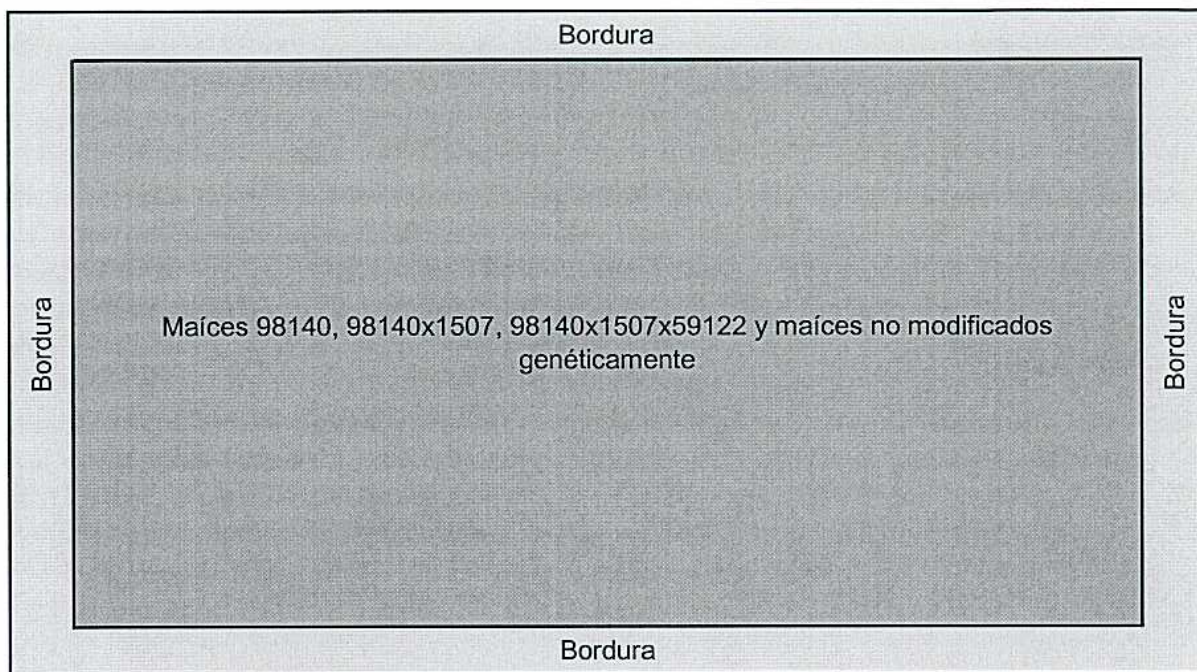 Bordura
Bordura
Maíces 98140, 98140x1507, 98140x1507x59122 y maíces no modificados
genéticamente
Bordura
Bordura